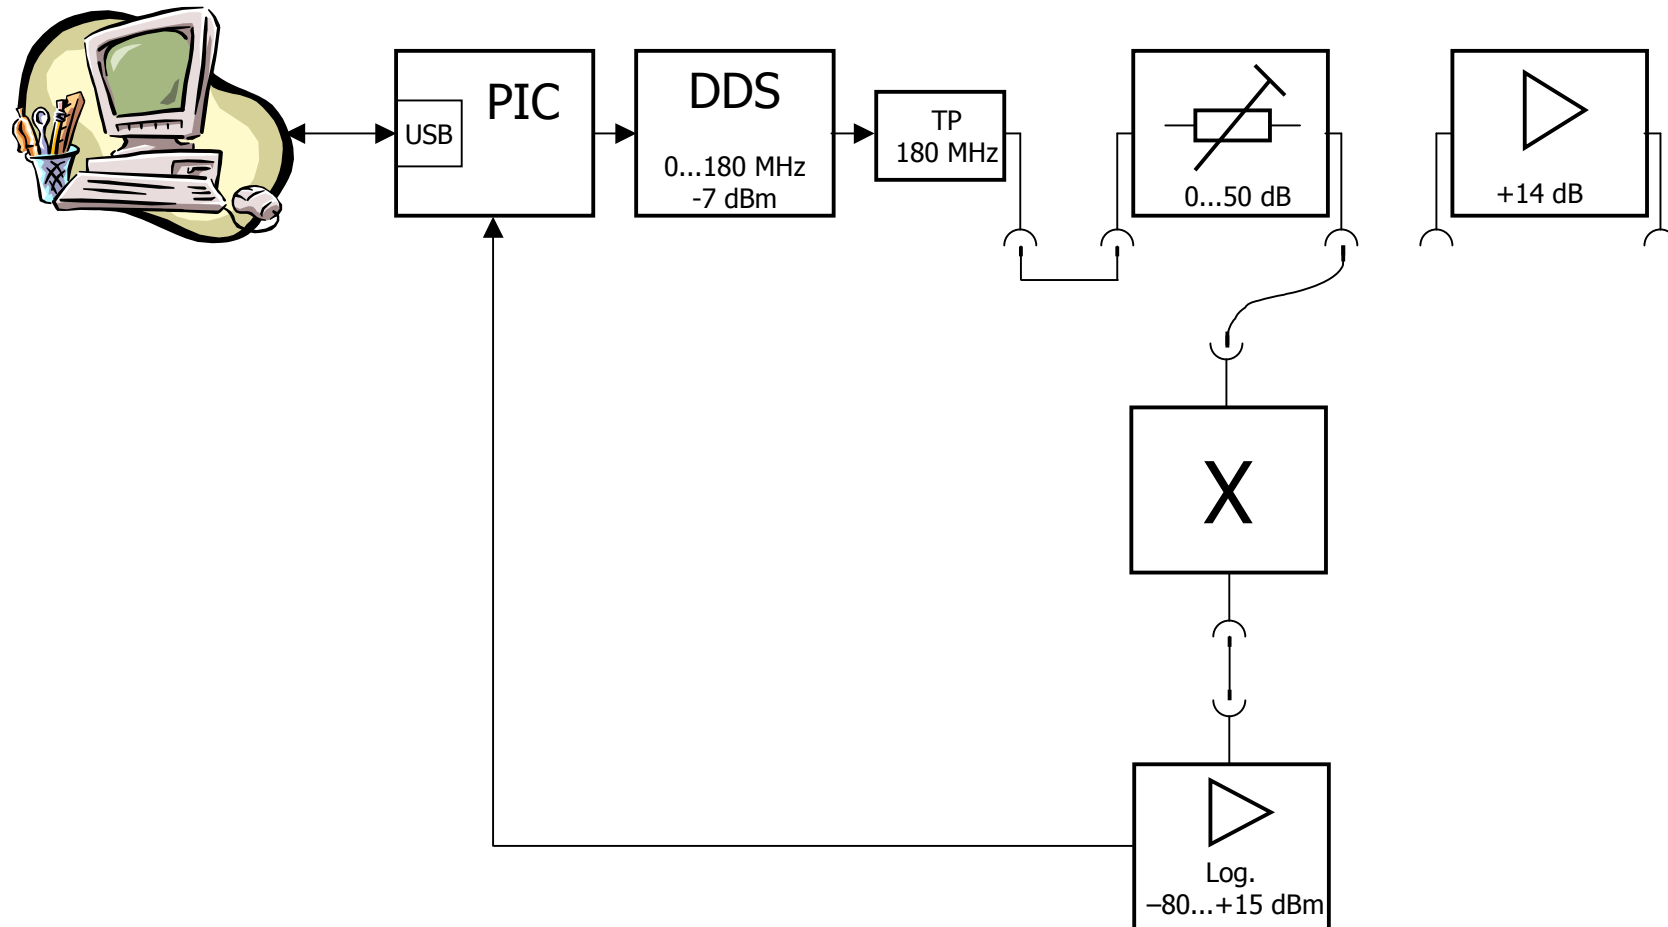 USB
PIC
DDS
0...180 MHz
-7 dBm
TP
180 MHz
0...50 dB
+14 dB
X
Log.
–80...+15 dBm